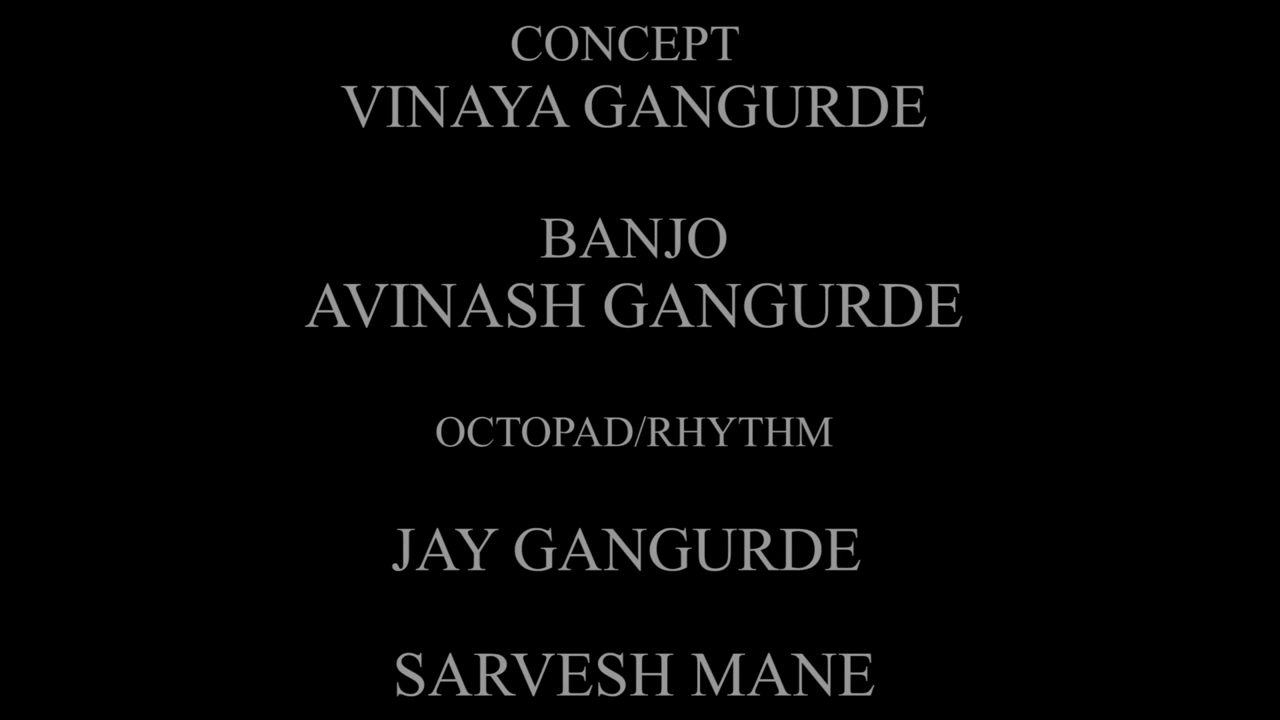 CONCEPT
VINAYA GANGURDE
BANJO
AVINASH GANGURDE
OCTOPAD/RHYTHM
JAY GANGURDE
SARVESH MANE